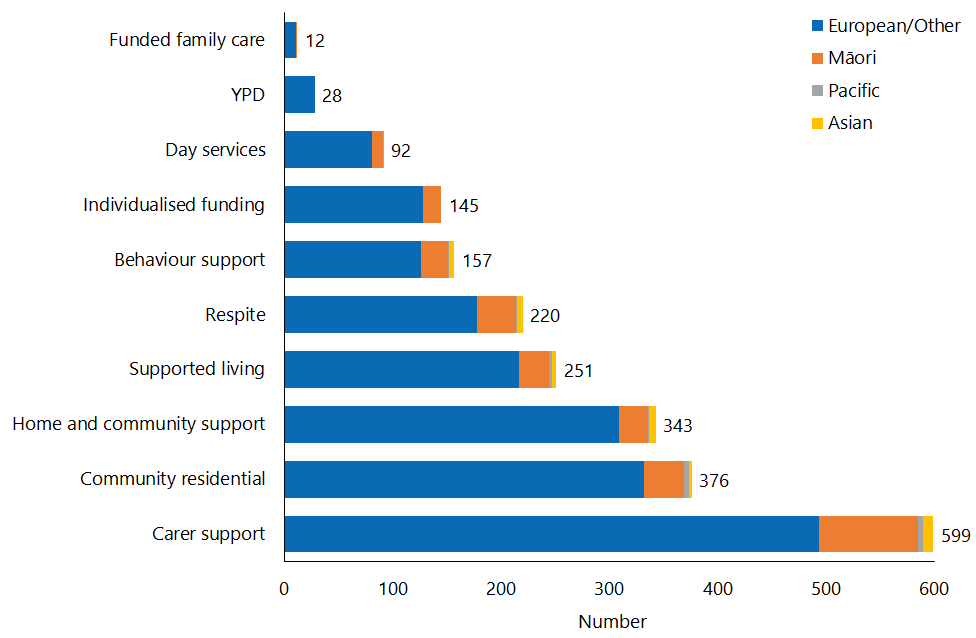 European/Other
Māori
Pacific
Asian
Funded family care 12
YPD 28
Day services 92
Individualised funding 145
Behaviour support 157
Respite 220
Supported living 251
Home and community support 343
Community residential 376
Carer support 599
0 100 200 300 400 500 600
Number